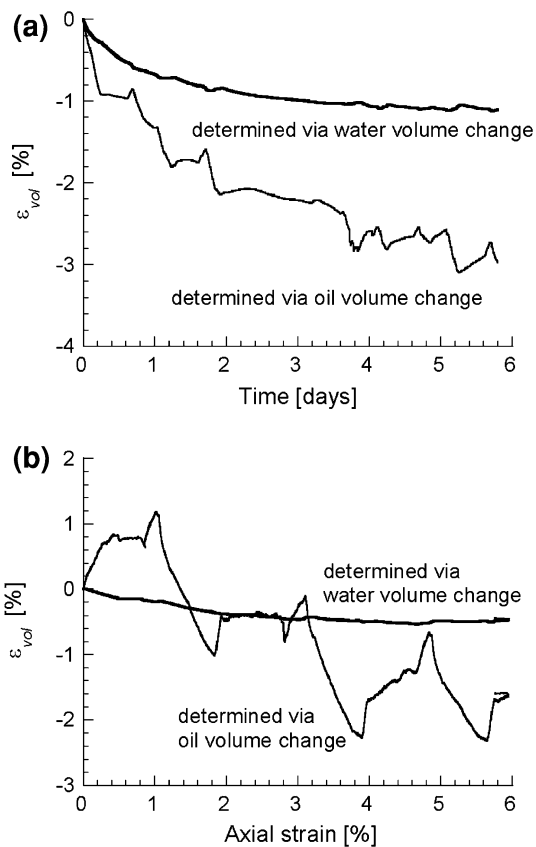 (a)
0
-1
-2
-3
-4
ε vol [%]
determined via water volume change
determined via oil volume change
0 1 2 3 4 5 6
Time [days]
(b)
2
1
0
-1
-2
-3
ε vol [%]
determined via
water volume change
determined via
oil volume change
0 1 2 3 4 5 6
Axial strain [%]